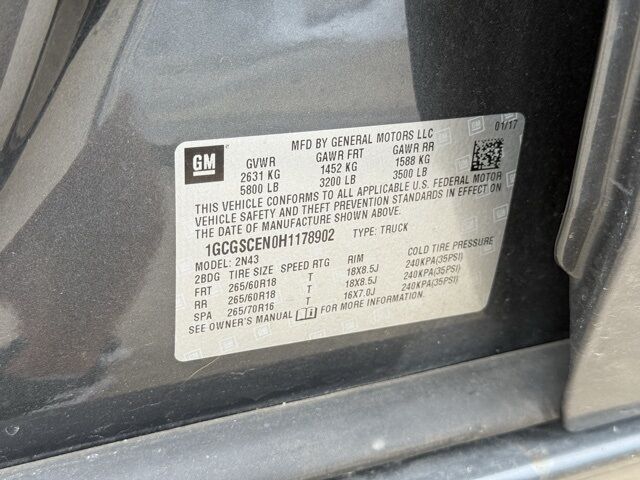 MFD BY GENERAL MOTORS LLC 01/17
GM
GVWR GAWR FRT GAWR RR
2631 KG 1452 KG 1588 KG
5800 LB 3200 LB 3500 LB
THIS VEHICLE CONFORMS TO ALL APPLICABLE U.S. FEDERAL MOTOR
VEHICLE SAFETY AND THEFT PREVENTION STANDARDS IN EFFECT ON
THE DATE OF MANUFACTURE SHOWN ABOVE.
1GCGSCEN0H1178902 TYPE: TRUCK
MODEL: 2N43
2BDG TIRE SIZE SPEED RTG RIM COLD TIRE PRESSURE
FRT 265/60R18 T 18X8.5J 240KPA(35PSI)
RR 265/60R18 T 18X8.5J 240KPA(35PSI)
SPA 265/70R16 T 16X7.0J 240KPA(35PSI)
SEE OWNER'S MANUAL FOR MORE INFORMATION